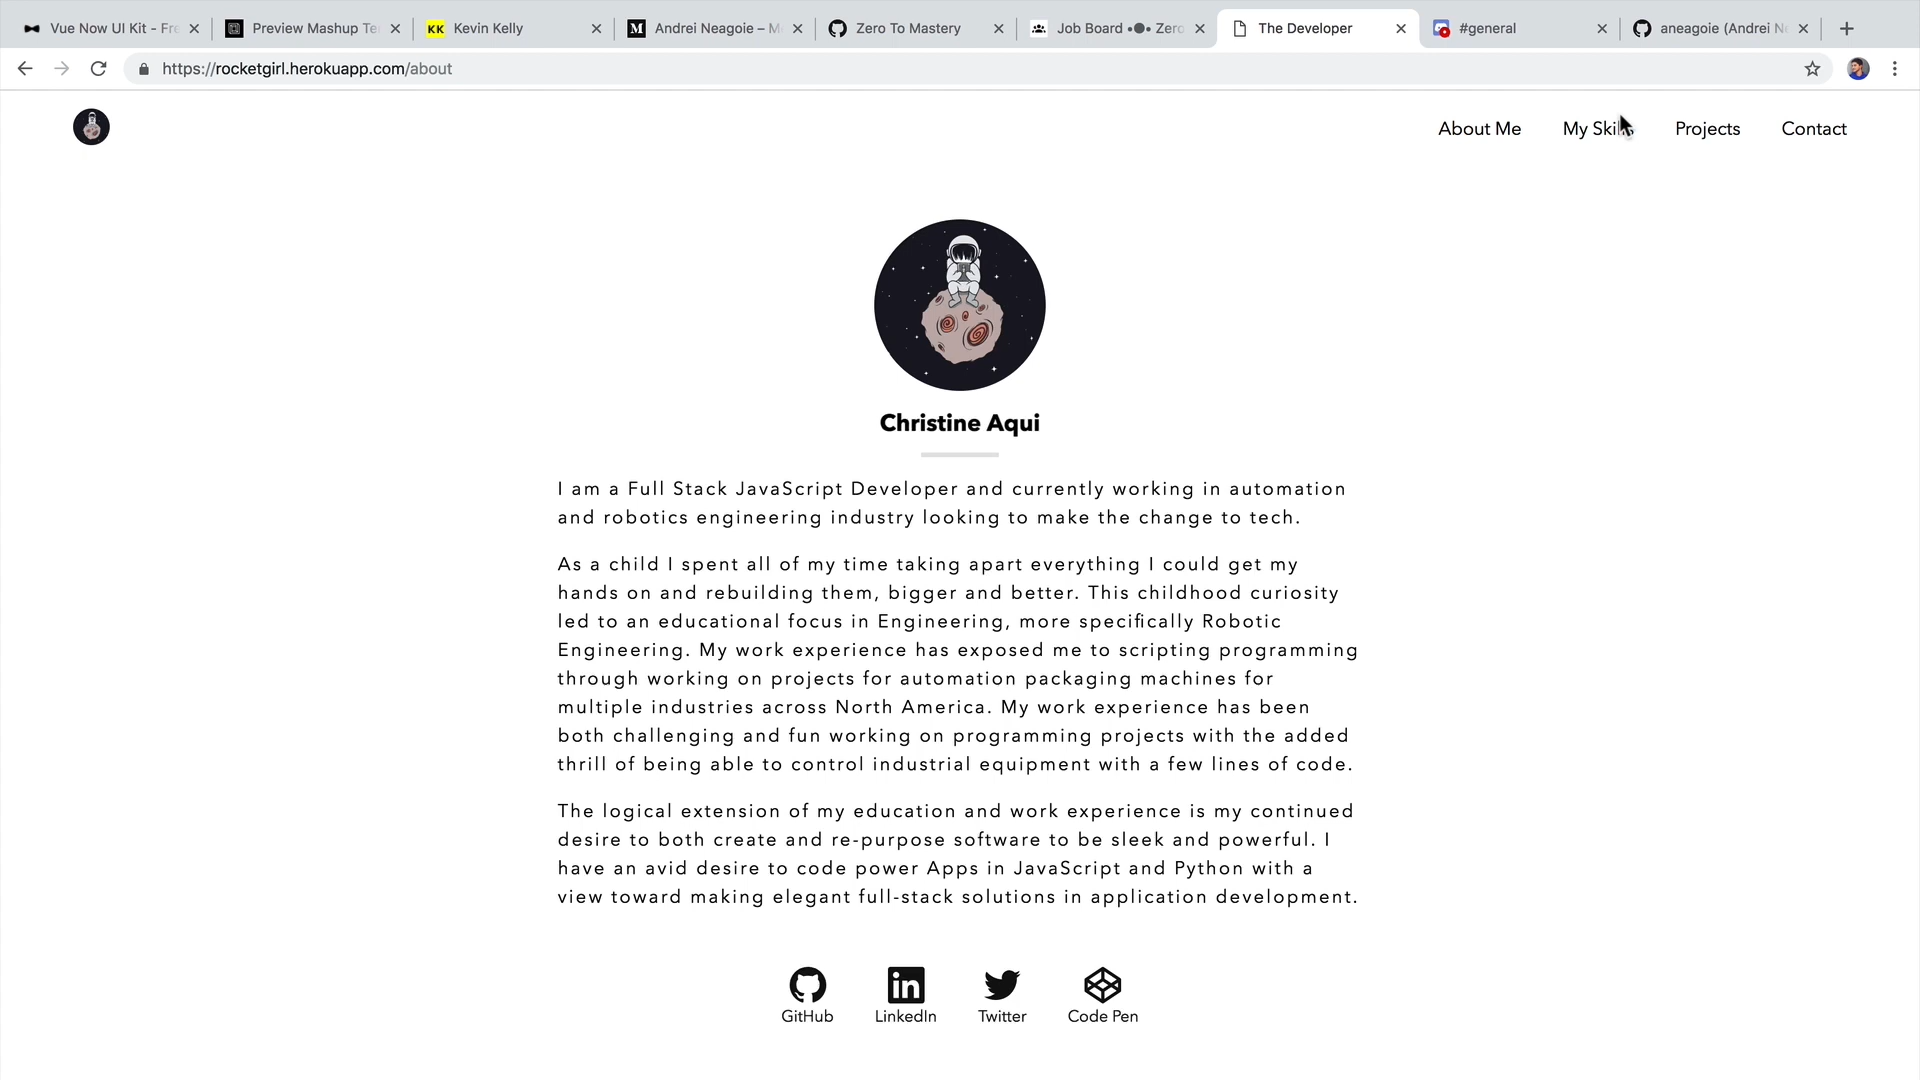 Vue Now UI Kit - Fre
Preview Mashup Te
KK Kevin Kelly
M Andrei Neagoie – M
Zero To Mastery
Job Board •●• Zero
The Developer
#general
aneagoie (Andrei Ne
https://rocketgirl.herokuapp.com/about
About Me
My Skills
Projects
Contact
Christine Aqui
I am a Full Stack JavaScript Developer and currently working in automation
and robotics engineering industry looking to make the change to tech.
As a child I spent all of my time taking apart everything I could get my
hands on and rebuilding them, bigger and better. This childhood curiosity
led to an educational focus in Engineering, more specifically Robotic
Engineering. My work experience has exposed me to scripting programming
through working on projects for automation packaging machines for
multiple industries across North America. My work experience has been
both challenging and fun working on programming projects with the added
thrill of being able to control industrial equipment with a few lines of code.
The logical extension of my education and work experience is my continued
desire to both create and re-purpose software to be sleek and powerful. I
have an avid desire to code power Apps in JavaScript and Python with a
view toward making elegant full-stack solutions in application development.
in
GitHub
LinkedIn
Twitter
Code Pen